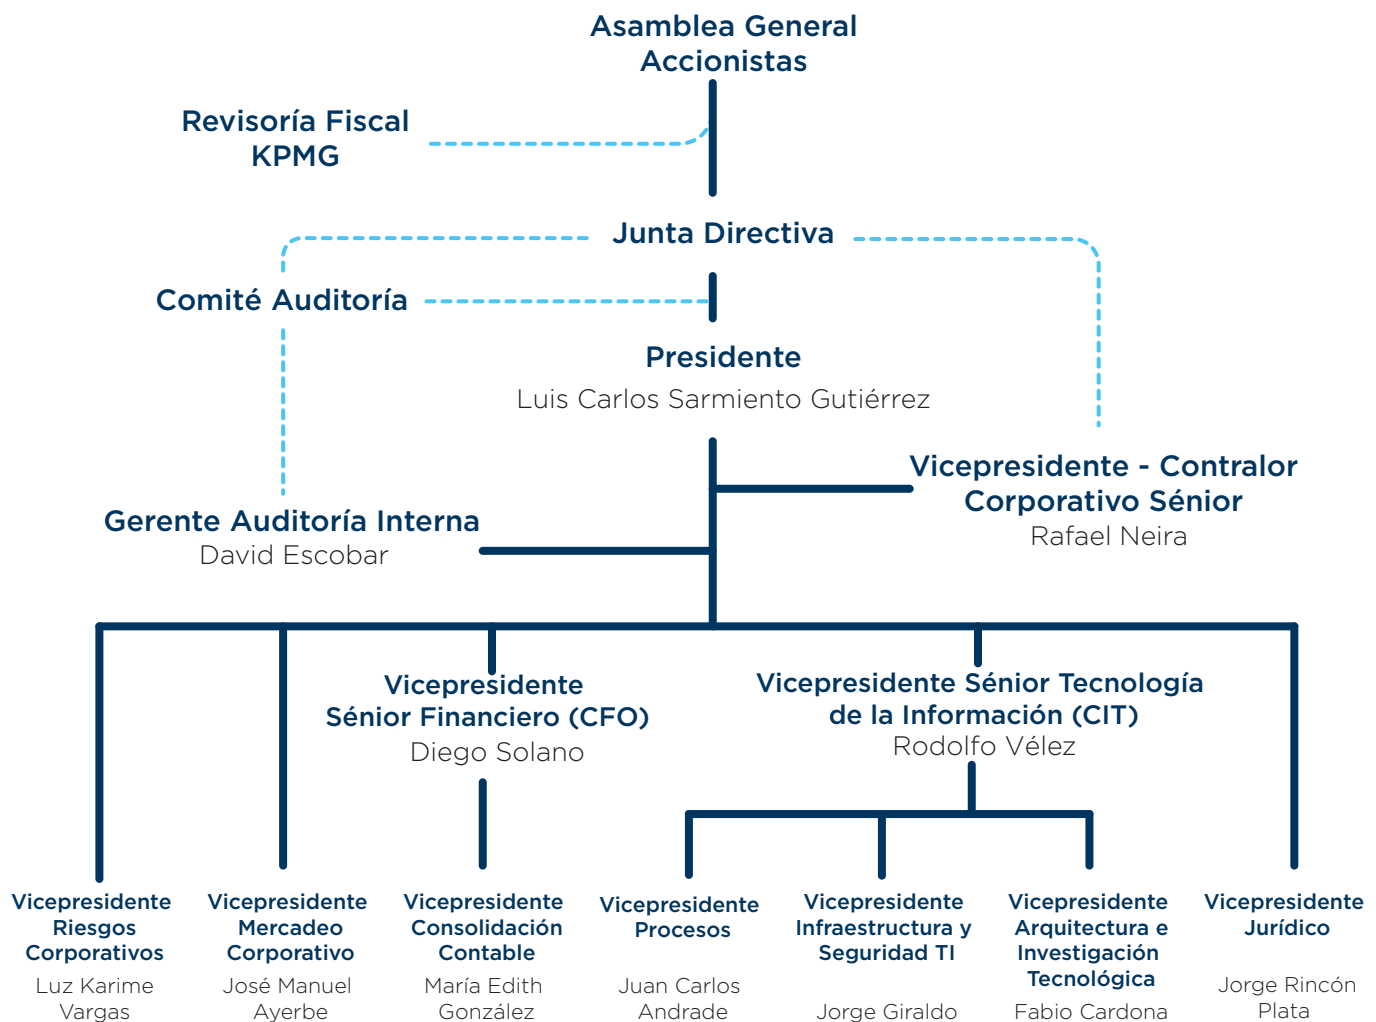 Asamblea General
Accionistas
Revisoría Fiscal
KPMG
Junta Directiva
Comité Auditoría
Presidente
Luis Carlos Sarmiento Gutiérrez
Vicepresidente - Contralor
Corporativo Sénior
Rafael Neira
Gerente Auditoría Interna
David Escobar
Vicepresidente
Sénior Financiero (CFO)
Diego Solano
Vicepresidente Sénior Tecnología
de la Información (CIT)
Rodolfo Vélez
Vicepresidente
Riesgos
Corporativos
Luz Karime
Vargas
Vicepresidente
Mercadeo
Corporativo
José Manuel
Ayerbe
Vicepresidente
Consolidación
Contable
María Edith
González
Vicepresidente
Procesos
Juan Carlos
Andrade
Vicepresidente
Infraestructura y
Seguridad TI
Jorge Giraldo
Vicepresidente
Arquitectura e
Investigación
Tecnológica
Fabio Cardona
Vicepresidente
Jurídico
Jorge Rincón
Plata